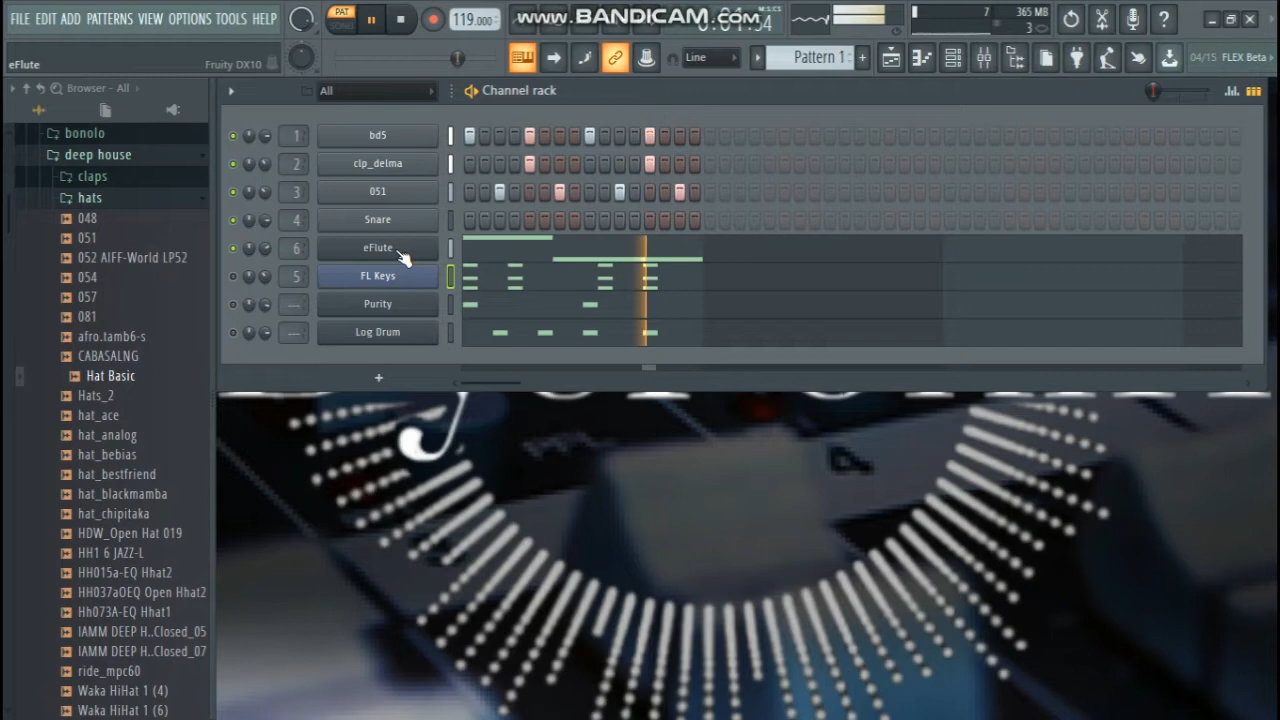 FILE EDIT ADD PATTERNS VIEW OPTIONS TOOLS HELP
PAT
119.000
www.BANDICAM.com
M:S:CS
7
365 MB
3
eFlute
Fruity DX10
Line
Pattern 1
+
04/15 FLEX Beta
Browser - All
All
Channel rack
bonolo
deep house
claps
hats
048
051
052 AIFF-World LP52
054
057
081
afro.tamb6-s
CABASALNG
Hat Basic
Hats_2
hat_ace
hat_analog
hat_bebias
hat_bestfriend
hat_blackmamba
hat_chipitaka
HDW_Open Hat 019
HH1 6 JAZZ-L
HH015a-EQ Hhat2
HH037aOEQ Open Hhat2
Hh073A-EQ Hhat1
IAMM DEEP H..Closed_05
IAMM DEEP H..Closed_07
ride_mpc60
Waka HiHat 1 (4)
Waka HiHat 1 (6)
1 bd5
2 clp_delma
3 051
4 Snare
6 eFlute
5 FL Keys
--- Purity
--- Log Drum
+